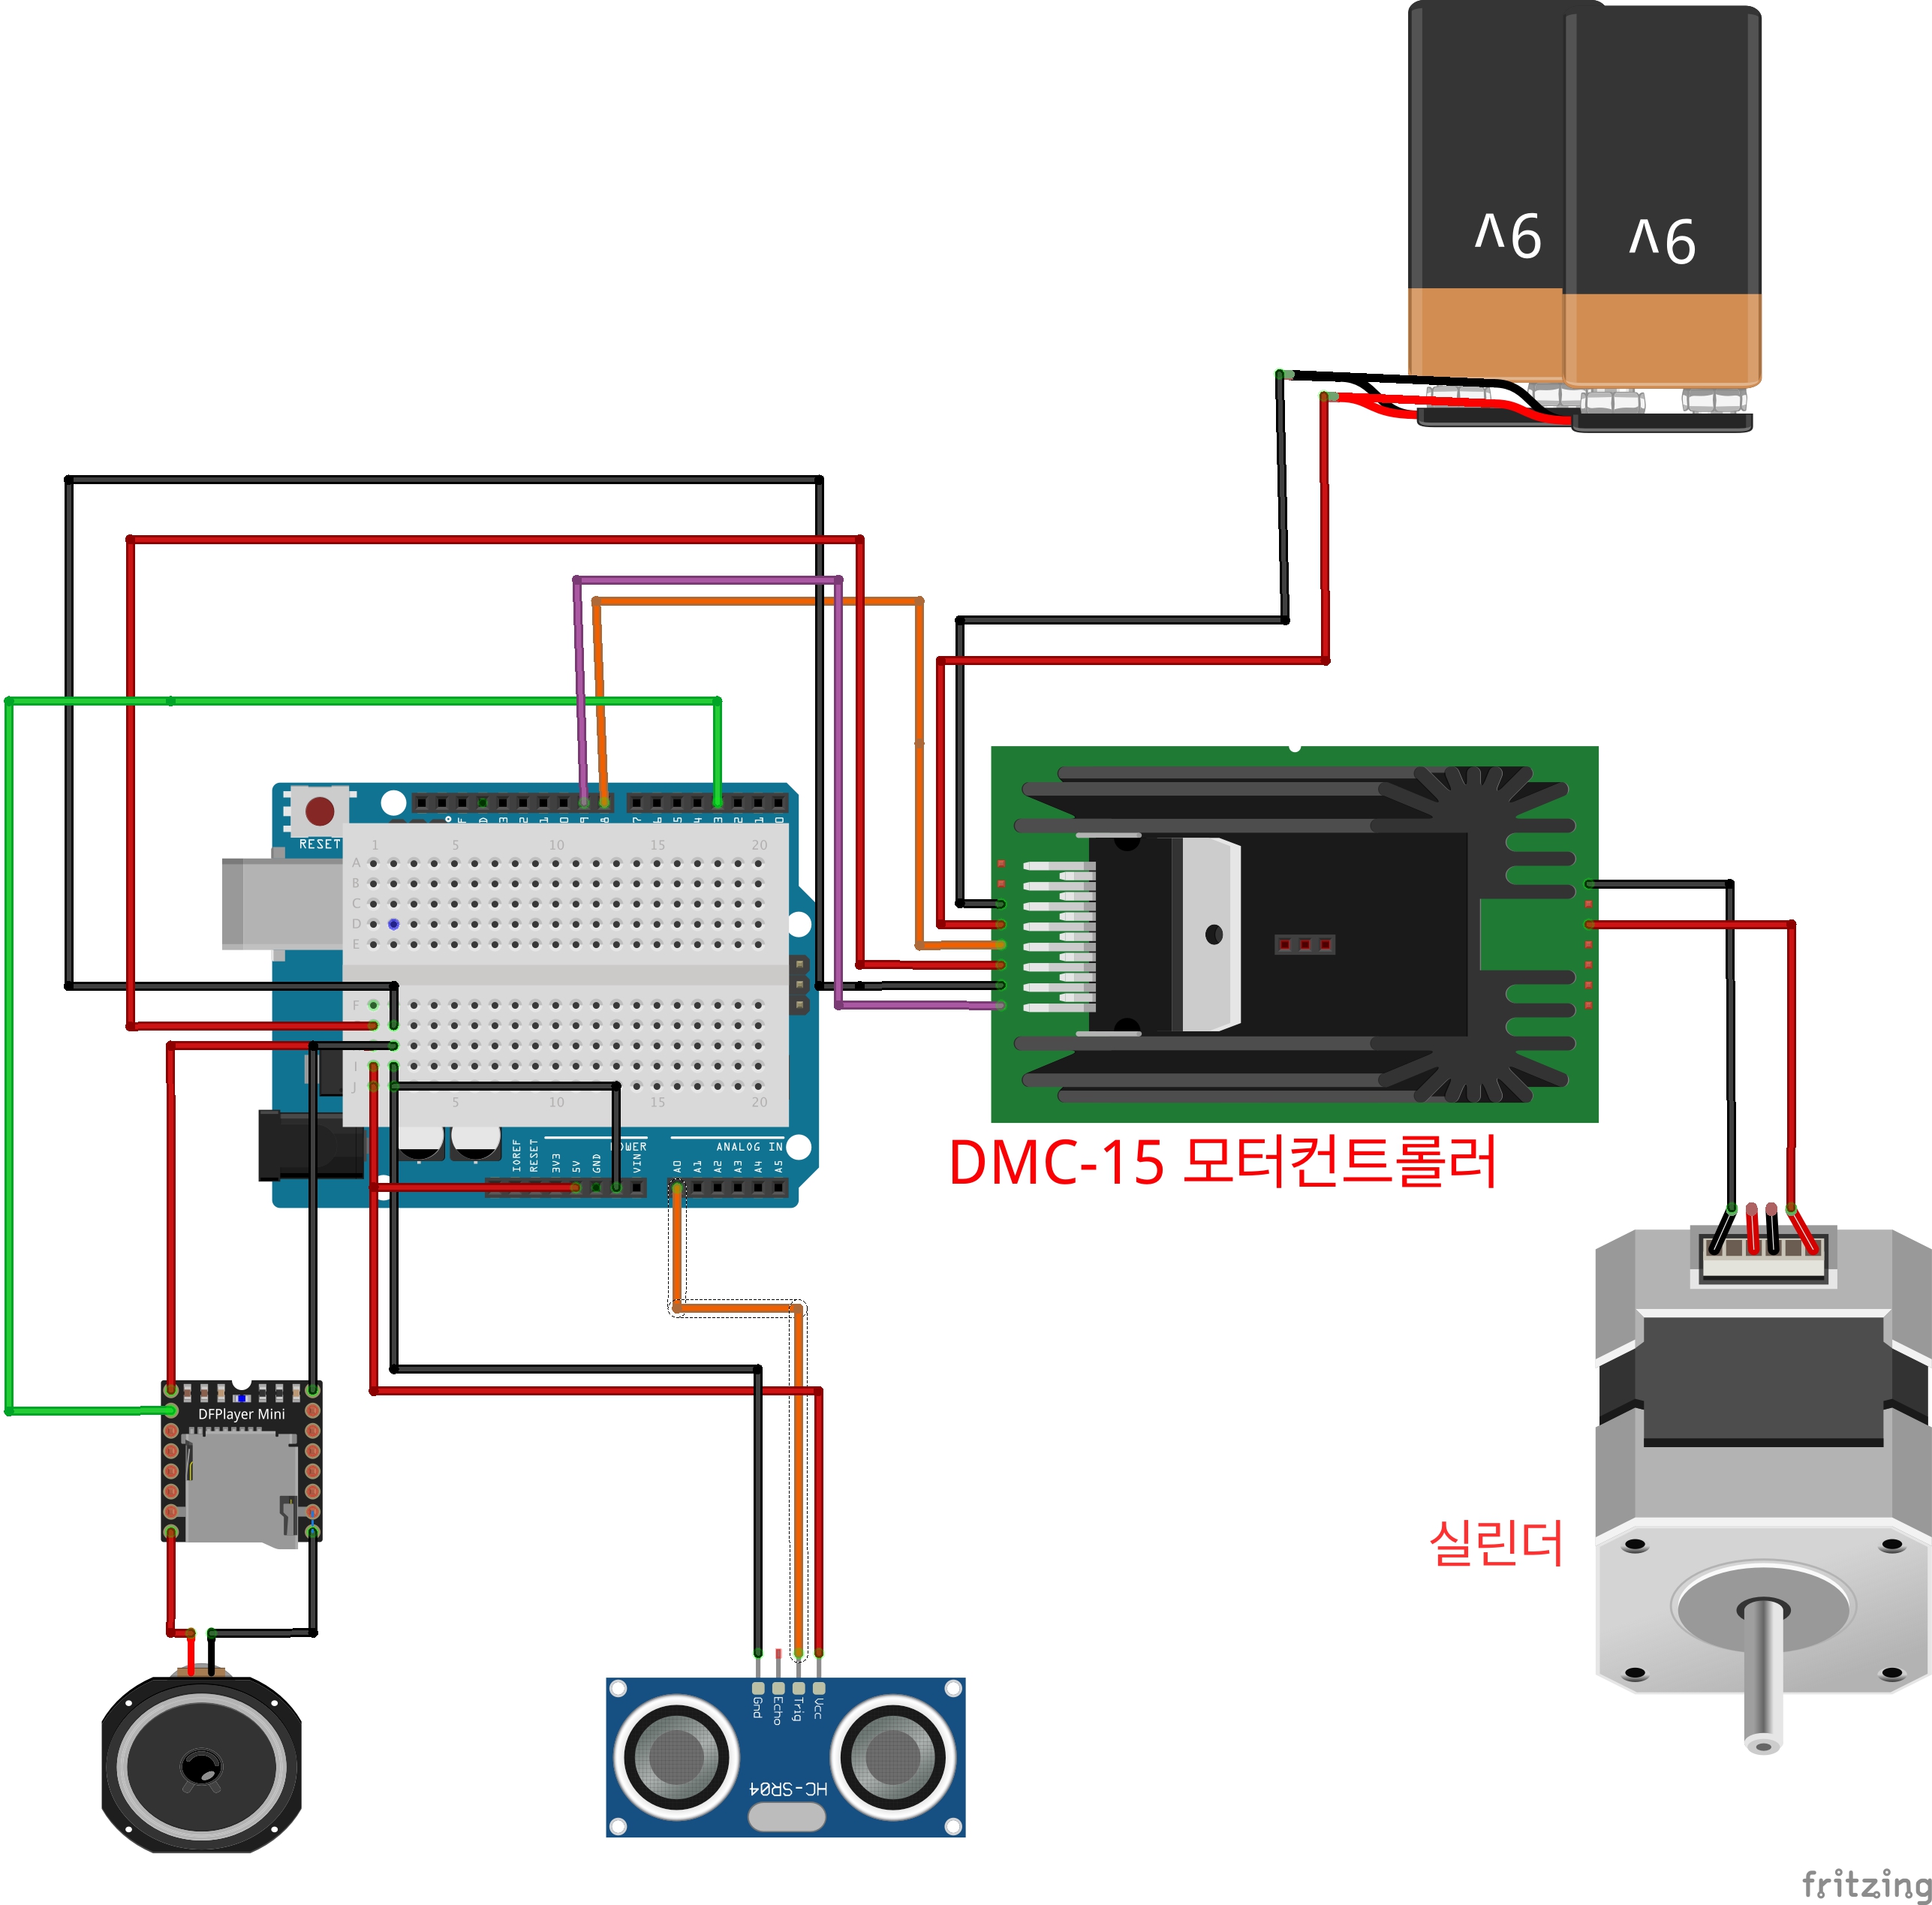 9V
9V
RESET
1 5 10 15 20
A
B
C
D
E
F
I
J
5 10 15 20
POWER
ANALOG IN
IOREF
RESET
3V3
5V
GND
VIN
A0
A1
A2
A3
A4
A5
DMC-15 모터컨트롤러
DFPlayer Mini
실린더
Gnd
Echo
Trig
Vcc
HC-SR04
fritzing